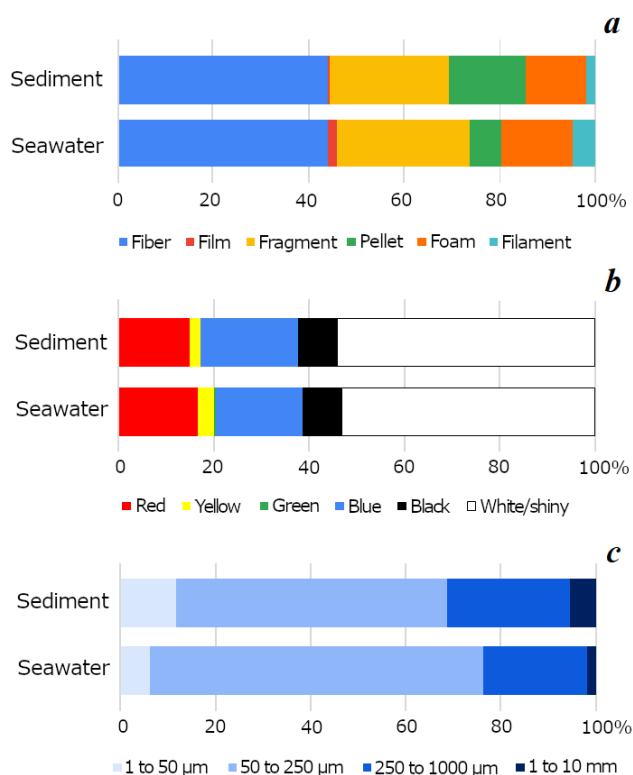 a
Sediment
Seawater
0 20 40 60 80 100%
Fiber Film Fragment Pellet Foam Filament
b
Sediment
Seawater
0 20 40 60 80 100%
Red Yellow Green Blue Black White/shiny
c
Sediment
Seawater
0 20 40 60 80 100%
1 to 50 µm 50 to 250 µm 250 to 1000 µm 1 to 10 mm